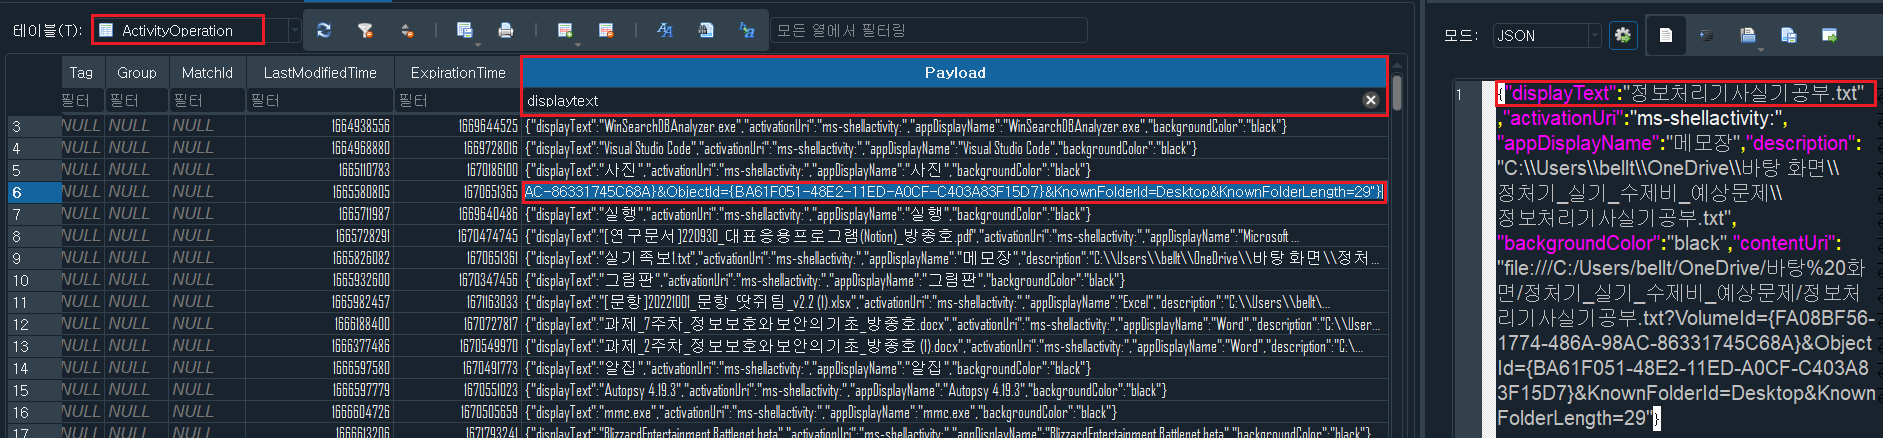 테이블(T): ActivityOperation 모든 열에서 필터링
Tag Group MatchId LastModifiedTime ExpirationTime Payload
필터 필터 필터 필터 필터 displaytext
3 NULL NULL NULL 1664938556 1669644525 {"displayText":"WinSearchDBAnalyzer.exe","activationUri":"ms-shellactivity:","appDisplayName":"WinSearchDBAnalyzer.exe","backgroundColor":"black"}
4 NULL NULL NULL 1664968880 1669728016 {"displayText":"Visual Studio Code","activationUri":"ms-shellactivity:","appDisplayName":"Visual Studio Code","backgroundColor":"black"}
5 NULL NULL NULL 1665110783 1670186100 {"displayText":"사진","activationUri":"ms-shellactivity:","appDisplayName":"사진","backgroundColor":"black"}
6 NULL NULL NULL 1665580805 1670651365 AC-86331745C68A}&ObjectId={BA61F051-48E2-11ED-A0CF-C403A83F15D7}&KnownFolderId=Desktop&KnownFolderLength=29"}
7 NULL NULL NULL 1665711987 1669640486 {"displayText":"실행","activationUri":"ms-shellactivity:","appDisplayName":"실행","backgroundColor":"black"}
8 NULL NULL NULL 1665728291 1670474745 {"displayText":"[연구문서]220930_대표응용프로그램(Notion)_방종호.pdf","activationUri":"ms-shellactivity:","appDisplayName":"Microsoft ...
9 NULL NULL NULL 1665826082 1670651361 {"displayText":"실기족보1.txt","activationUri":"ms-shellactivity:","appDisplayName":"메모장","description":"C:\\Users\\bellt\\OneDrive\\바탕 화면\\정처...
10 NULL NULL NULL 1665932600 1670347456 {"displayText":"그림판","activationUri":"ms-shellactivity:","appDisplayName":"그림판","backgroundColor":"black"}
11 NULL NULL NULL 1665982457 1671163033 {"displayText":"[문항]20221001_문항_땃쥐팀_v2.2 (1).xlsx","activationUri":"ms-shellactivity:","appDisplayName":"Excel","description":"C:\\Users\\bellt\...
12 NULL NULL NULL 1666188400 1670727817 {"displayText":"과제_7주차_정보보호와보안의기초_방종호.docx","activationUri":"ms-shellactivity:","appDisplayName":"Word","description":"C:\\User...
13 NULL NULL NULL 1666377486 1670549970 {"displayText":"과제_2주차_정보보호와보안의기초_방종호 (1).docx","activationUri":"ms-shellactivity:","appDisplayName":"Word","description":"C:\...
14 NULL NULL NULL 1666597580 1670491773 {"displayText":"알집","activationUri":"ms-shellactivity:","appDisplayName":"알집","backgroundColor":"black"}
15 NULL NULL NULL 1666597779 1670551023 {"displayText":"Autopsy 4.19.3","activationUri":"ms-shellactivity:","appDisplayName":"Autopsy 4.19.3","backgroundColor":"black"}
16 NULL NULL NULL 1666604726 1670505659 {"displayText":"mmc.exe","activationUri":"ms-shellactivity:","appDisplayName":"mmc.exe","backgroundColor":"black"}
17 NULL NULL NULL 1666613206 1671793241 {"displayText":"BlizzardEntertainment.Battlenet.beta","activationUri":"ms-shellactivity:","appDisplayName":"BlizzardEntertainment.Battlenet.beta","backgroundColor":"black"}
모드: JSON
1 {"displayText":"정보처리기사실기공부.txt"
,"activationUri":"ms-shellactivity:",
"appDisplayName":"메모장","description":
"C:\\Users\\bellt\\OneDrive\\바탕 화면\\
정처기_실기_수제비_예상문제\\
정보처리기사실기공부.txt",
"backgroundColor":"black","contentUri":
"file:///C:/Users/bellt/OneDrive/바탕%20화
면/정처기_실기_수제비_예상문제/정보처
리기사실기공부.txt?VolumeId={FA08BF56-
1774-486A-98AC-86331745C68A}&Object
Id={BA61F051-48E2-11ED-A0CF-C403A8
3F15D7}&KnownFolderId=Desktop&Known
FolderLength=29"}